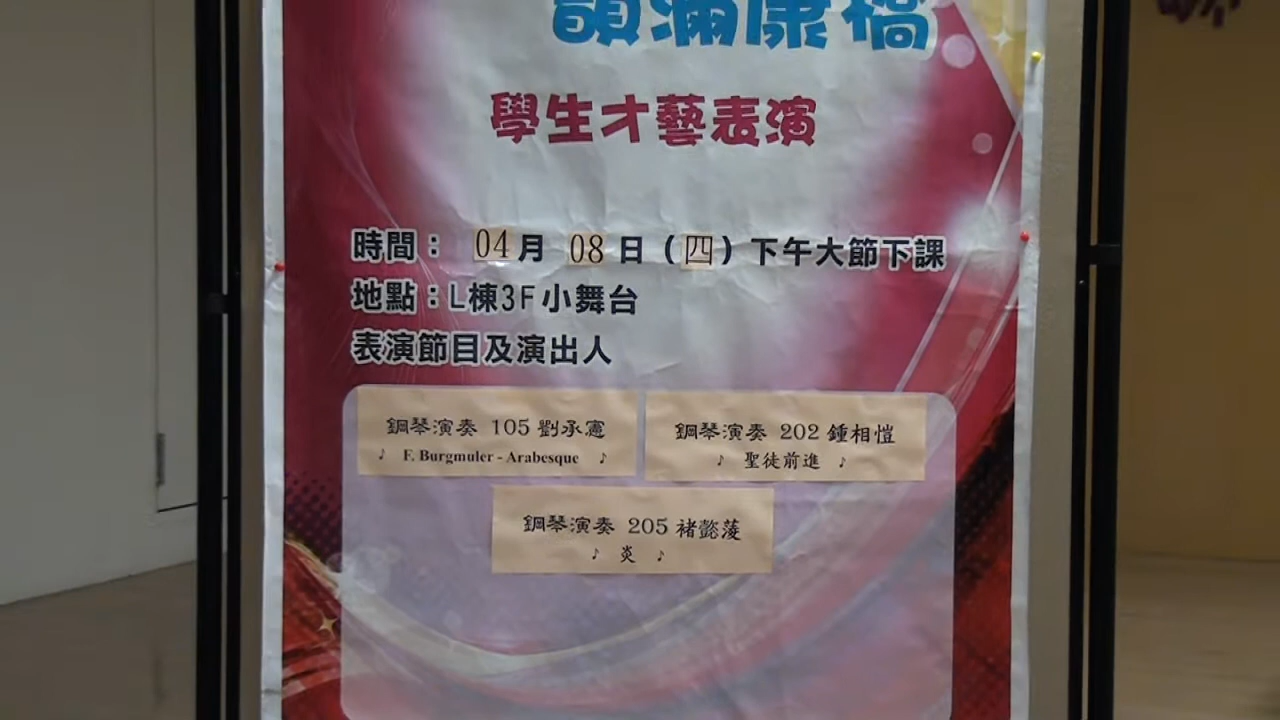 韻滿康橋
學生才藝表演
時間： 04月 08日（四）下午大節下課
地點：L棟3F小舞台
表演節目及演出人
鋼琴演奏 105 劉承憲
♪ F. Burgmuler - Arabesque ♪
鋼琴演奏 202 鍾相愷
♪ 聖徒前進 ♪
鋼琴演奏 205 褚懿蓤
♪ 炎 ♪